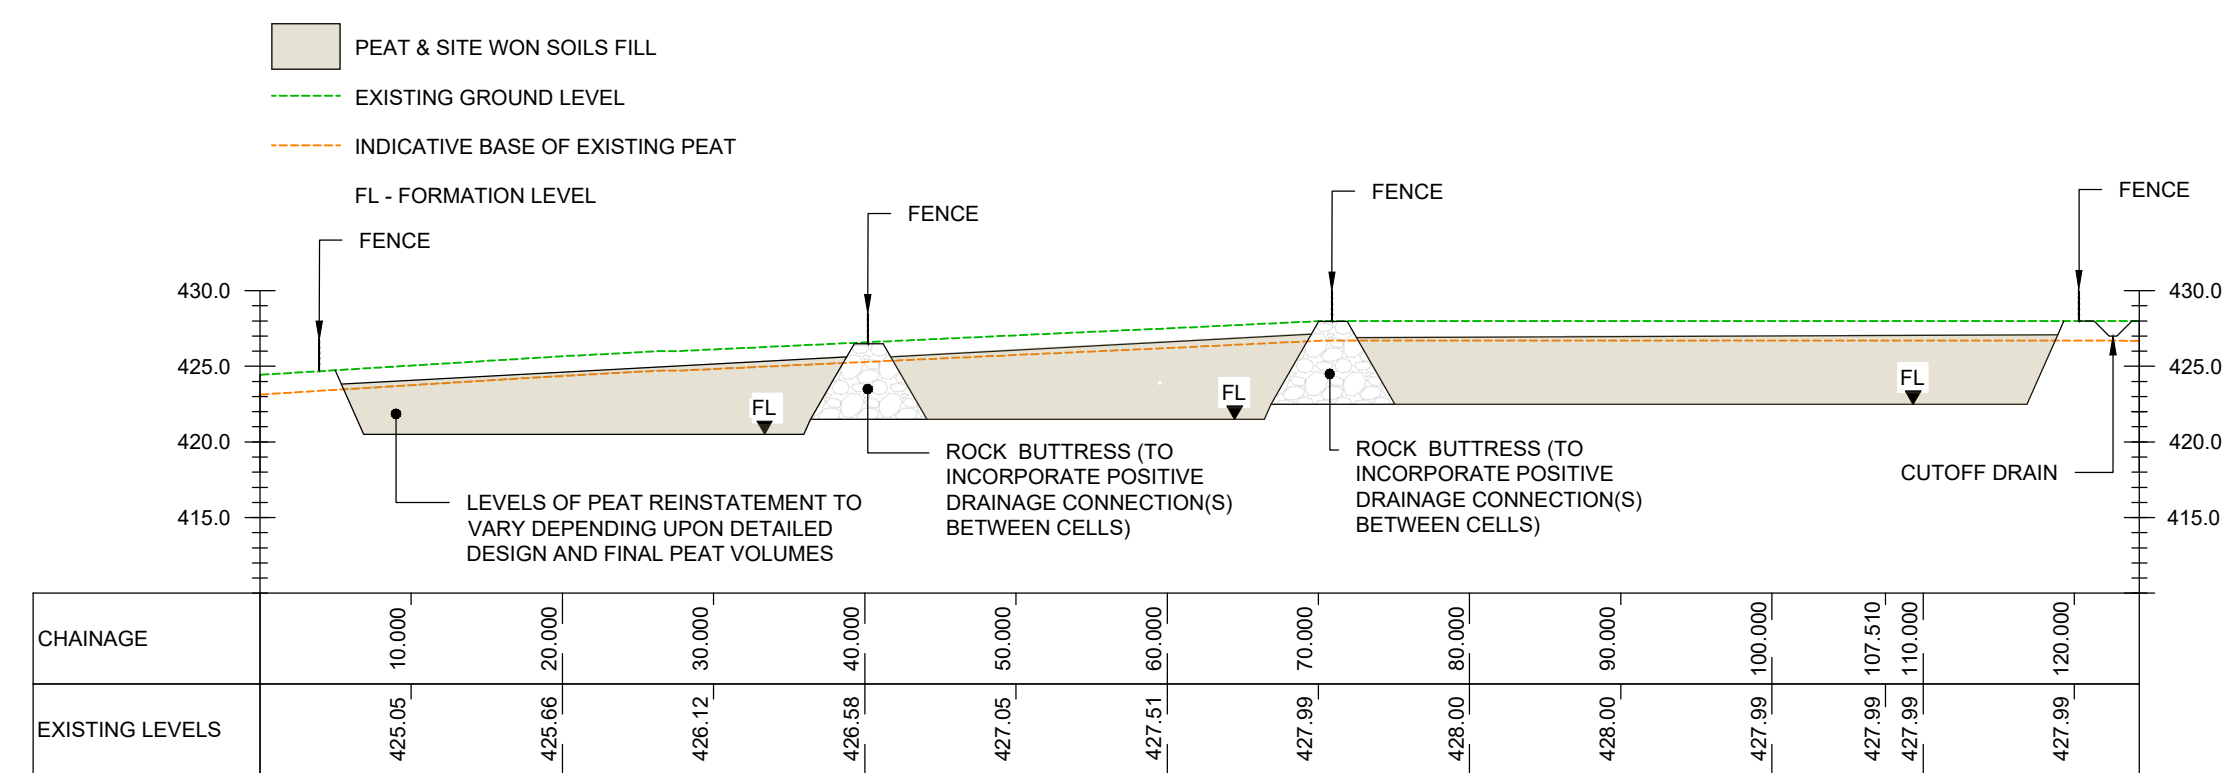 PEAT & SITE WON SOILS FILL
EXISTING GROUND LEVEL
INDICATIVE BASE OF EXISTING PEAT
FL - FORMATION LEVEL
FENCE
FENCE
FENCE
FENCE
430.0
425.0
420.0
415.0
430.0
425.0
420.0
415.0
FL
FL
FL
LEVELS OF PEAT REINSTATEMENT TO
VARY DEPENDING UPON DETAILED
DESIGN AND FINAL PEAT VOLUMES
ROCK BUTTRESS (TO
INCORPORATE POSITIVE
DRAINAGE CONNECTION(S)
BETWEEN CELLS)
ROCK BUTTRESS (TO
INCORPORATE POSITIVE
DRAINAGE CONNECTION(S)
BETWEEN CELLS)
CUTOFF DRAIN
CHAINAGE
10.000
20.000
30.000
40.000
50.000
60.000
70.000
80.000
90.000
100.000
107.510
110.000
120.000
EXISTING LEVELS
425.05
425.66
426.12
426.58
427.05
427.51
427.99
428.00
428.00
427.99
427.99
427.99
427.99